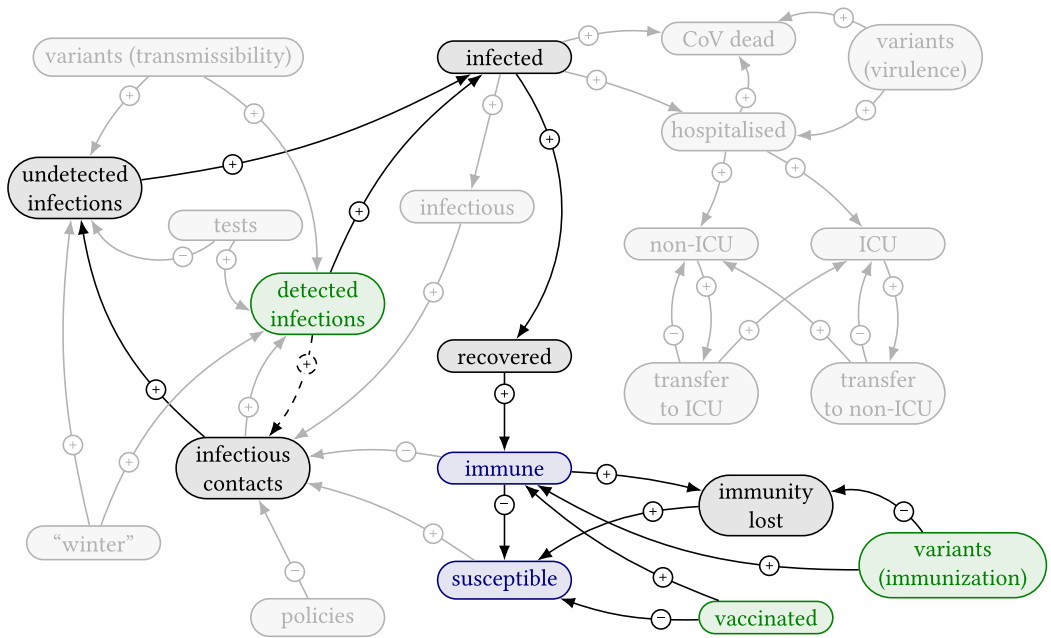 variants (transmissibility)
infected
CoV dead
variants
(virulence)
hospitalised
undetected
infections
tests
infectious
non-ICU
ICU
detected
infections
recovered
transfer
to ICU
transfer
to non-ICU
infectious
contacts
immune
immunity
lost
“winter”
susceptible
variants
(immunization)
policies
vaccinated
+
+
+
+
+
+
+
+
+
+
+
+
+
−
+
+
+
+
−
+
+
−
+
+
+
+
−
+
+
−
+
+
−
+
+
−
+
−